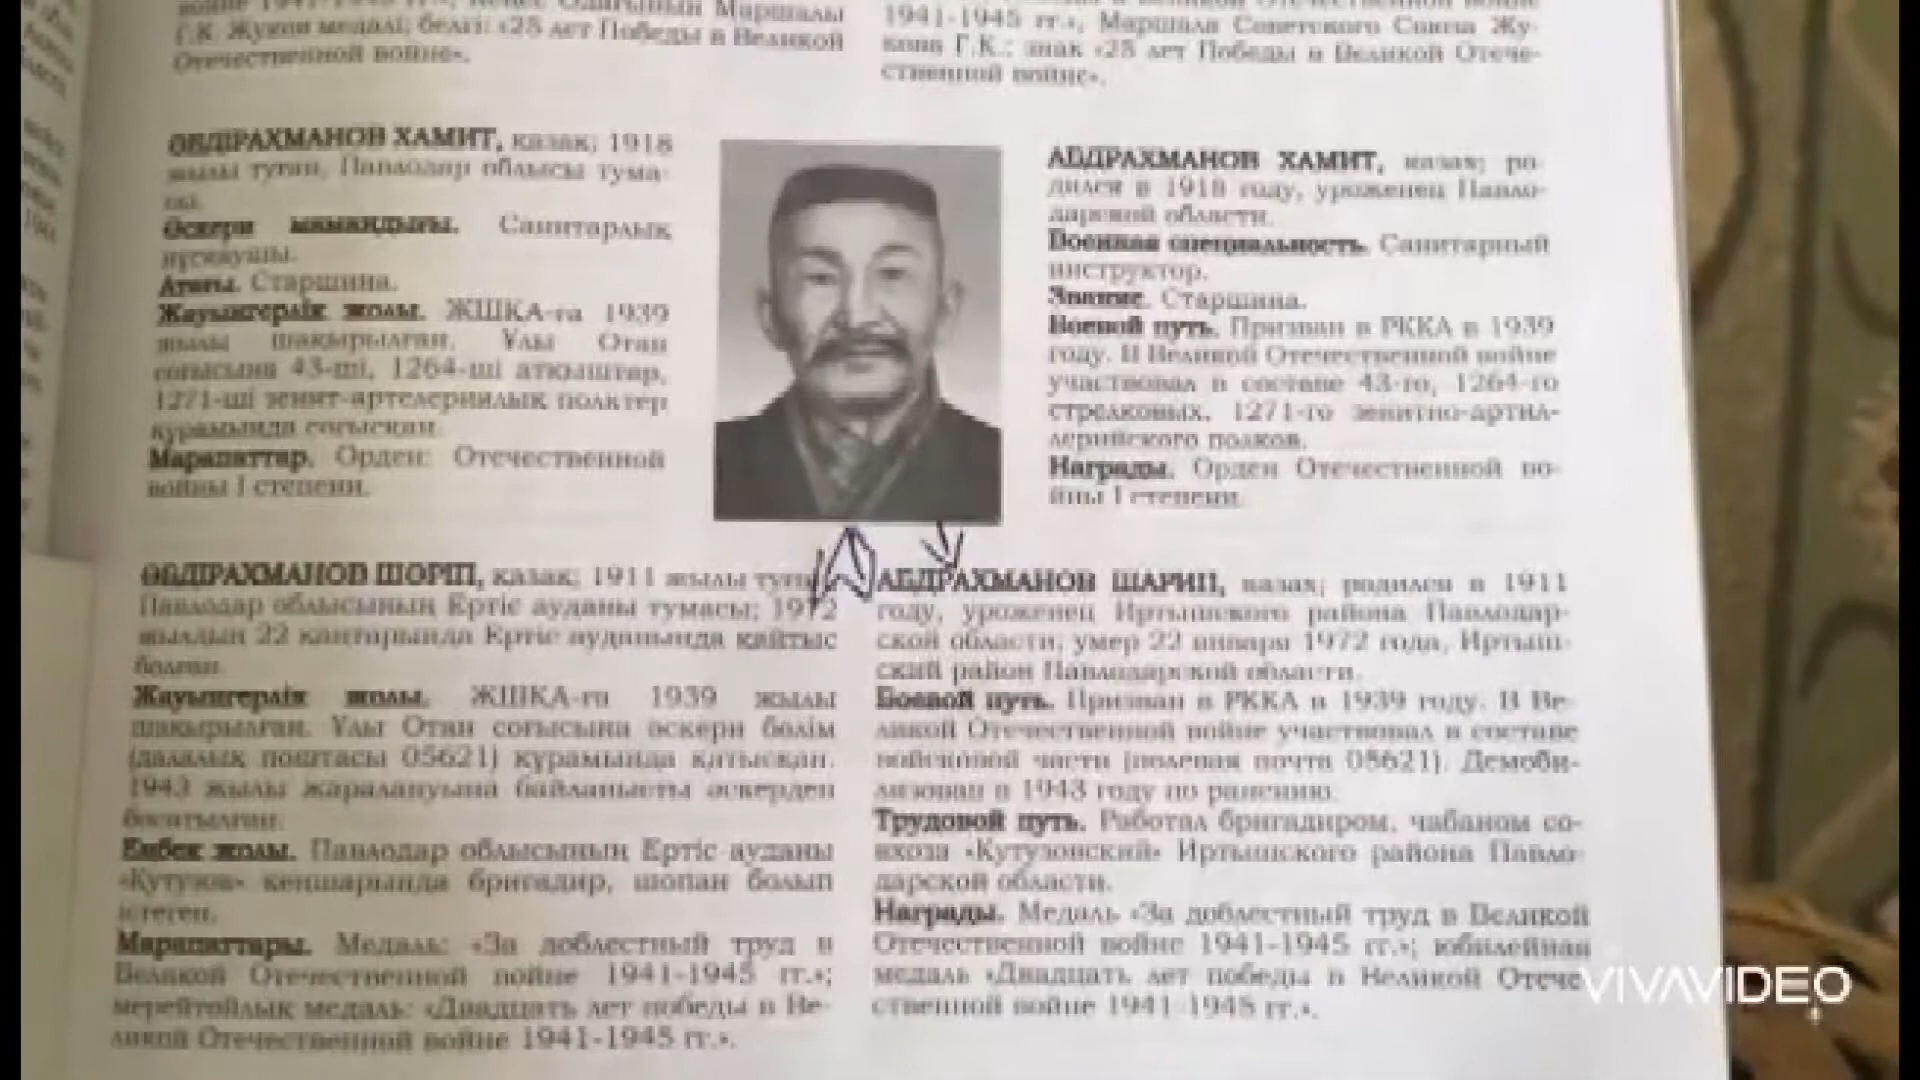 Г.К. Жуков медалі; белгі: «25 лет Победы в Великой
Отечественной войне».
1941-1945 гг.», Маршала Советского Союза Жу-
кова Г.К.; знак «25 лет Победы в Великой Отече-
ственной войне».
ӘБДІРАХМАНОВ ХАМИТ, қазақ; 1918
жылы туған, Павлодар облысы тума-
сы.
Әскери мамандығы. Санитарлық
нұсқаушы.
Атағы. Старшина.
Жауынгерлік жолы. ЖШҚА-ға 1939
жылы шақырылған. Ұлы Отан
соғысына 43-ші, 1264-ші атқыштар,
1271-ші зенит-артелериялық полктер
құрамында соғысқан.
Марапаттар. Орден: Отечественной
войны I степени.
АБДРАХМАНОВ ХАМИТ, казах; ро-
дился в 1918 году, уроженец Павло-
дарской области.
Военная специальность. Санитарный
инструктор.
Звание. Старшина.
Боевой путь. Призван в РККА в 1939
году. В Великой Отечественной войне
участвовал в составе 43-го, 1264-го
стрелковых, 1271-го зенитно-артил-
лерийского полков.
Награды. Орден Отечественной во-
йны I степени.
ӘБДІРАХМАНОВ ШӘРІП, қазақ; 1911 жылы
Павлодар облысының Ертіс ауданы тумасы; 1972
жылдың 22 қаңтарында Ертіс ауданында қайтыс
болған.
Жауынгерлік жолы. ЖШҚА-ға 1939 жылы
шақырылған. Ұлы Отан соғысына әскери бөлім
(далалық поштасы 05621) құрамында қатысқан.
1943 жылы жаралануына байланысты әскерден
босатылған.
Еңбек жолы. Павлодар облысының Ертіс ауданы
«Кутузов» кеңшарында бригадир, шопан болып
істеген.
Марапаттары. Медаль: «За доблестный труд в
Великой Отечественной войне 1941-1945 гг.»;
мерейтойлық медаль: «Двадцать лет победы в Ве-
ликой Отечественной войне 1941-1945 гг.».
АБДРАХМАНОВ ШАРИП, казах; родился в 1911
году, уроженец Иртышского района Павлодар-
ской области, умер 22 января 1972 года, Иртыш-
ский район Павлодарской области.
Боевой путь. Призван в РККА в 1939 году. В Ве-
ликой Отечественной войне участвовал в составе
войсковой части (полевая почта 05621). Демоби-
лизован в 1943 году по ранению.
Трудовой путь. Работал бригадиром, чабаном со-
вхоза «Кутузовский» Иртышского района Павло-
дарской области.
Награды. Медаль «За доблестный труд в Великой
Отечественной войне 1941-1945 гг.»; юбилейная
медаль «Двадцать лет победы в Великой Отече
ственной войне 1941-1945 гг.».
VIVAVIDEO